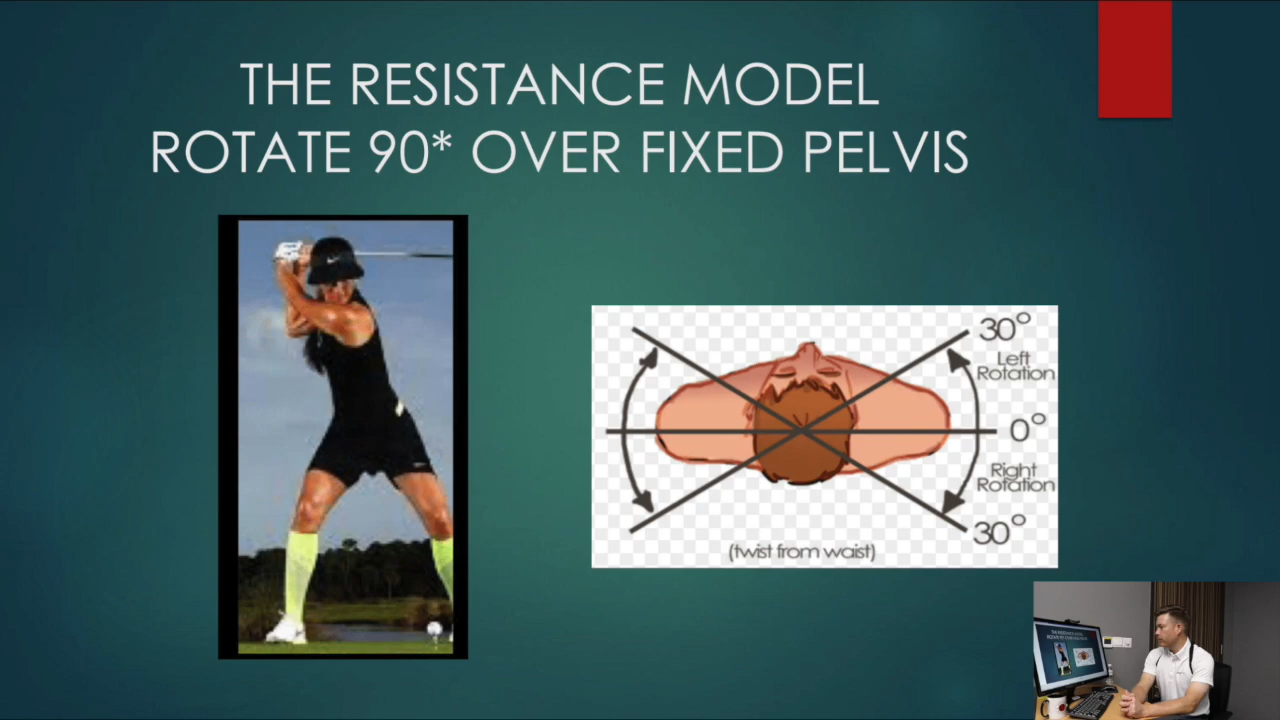 THE RESISTANCE MODEL
ROTATE 90* OVER FIXED PELVIS
30°
Left
Rotation
0°
Right
Rotation
30°
(twist from waist)